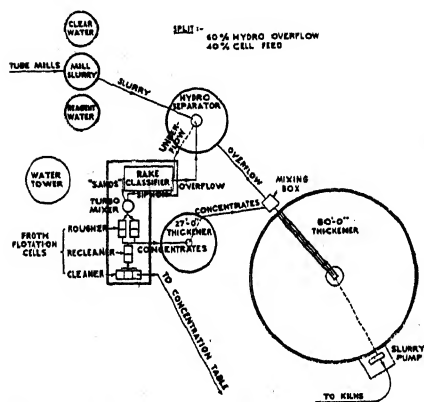 CLEAR
WATER
SPLIT:-
60% HYDRO OVERFLOW
40% CELL FEED
TUBE MILLS
MILL
SLURRY
SLURRY
REAGENT
WATER
HYDRO
SEPARATOR
UNDER-
FLOW
OVERFLOW
WATER
TOWER
"SANDS"
RAKE
CLASSIFIER
OVERFLOW
SIPHON
MIXING
BOX
TURBO
MIXER
CONCENTRATES
27'-0"
THICKENER
80'-0"
THICKENER
FROTH
FLOTATION
CELLS
ROUGHER
RECLEANER
CLEANER
CONCENTRATES
TO CONCENTRATION TABLE
SLURRY
PUMP
TO KILNS